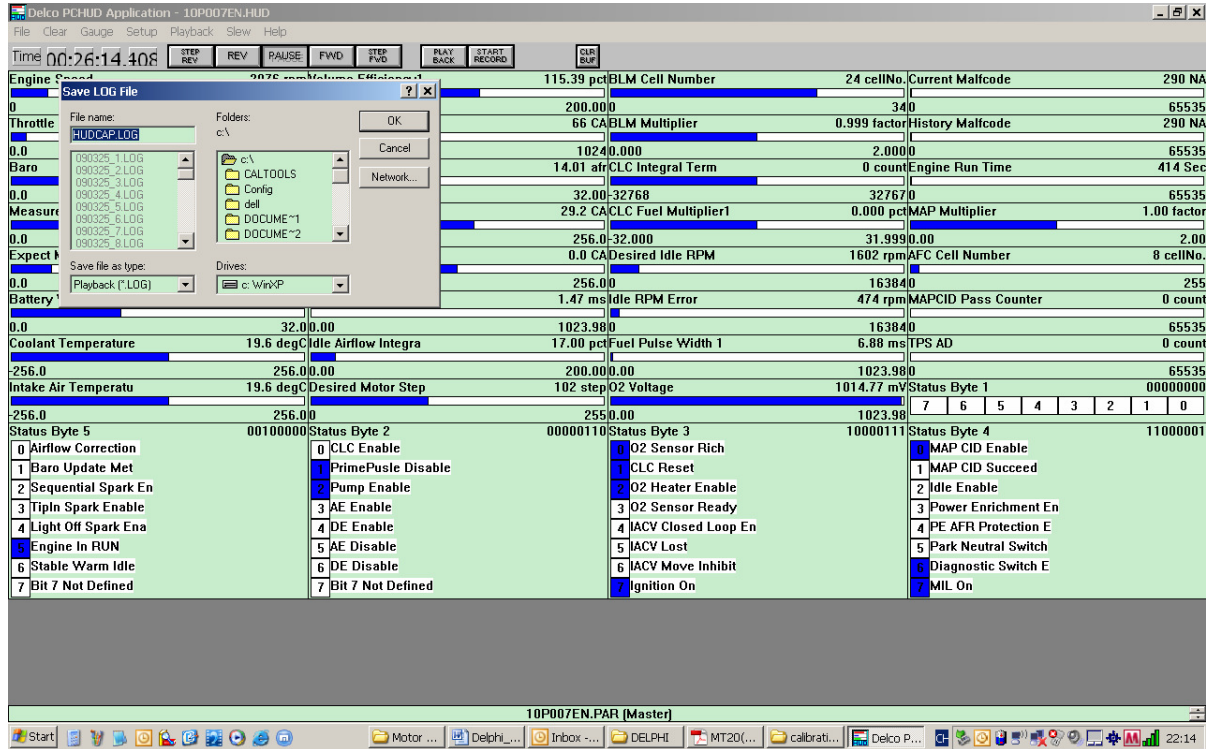 Delco PCHUD Application - 10P007EN.HUD
File Clear Gauge Setup Playback Slew Help
Time 00:26:14.408 STEP REV REV PAUSE FWD STEP FWD PLAY BACK START RECORD CLR BUF
Engine Speed 2076 rpm Volume Efficiency1 115.39 pct BLM Cell Number 24 cellNo. Current Malfcode 290 NA
0 200.00 0 34 0 65535
Throttle 66 CA BLM Multiplier 0.999 factor History Malfcode 290 NA
0.0 1024 0.000 2.000 0 65535
Baro 14.01 afr CLC Integral Term 0 count Engine Run Time 414 Sec
0.0 32.00 -32768 32767 0 65535
Measure 29.2 CA CLC Fuel Multiplier1 0.000 pct MAP Multiplier 1.00 factor
0.0 256.0 -32.000 31.999 0.00 2.00
Expect 0.0 CA Desired Idle RPM 1602 rpm AFC Cell Number 8 cellNo.
0.0 256.0 0 16384 0 255
Battery 1.47 ms Idle RPM Error 474 rpm MAPCID Pass Counter 0 count
0.0 32.0 0.00 1023.98 0 16384 0 65535
Coolant Temperature 19.6 degC Idle Airflow Integra 17.00 pct Fuel Pulse Width 1 6.88 ms TPS AD 0 count
-256.0 256.0 0.00 200.00 0.00 1023.98 0 65535
Intake Air Temperatu 19.6 degC Desired Motor Step 102 step O2 Voltage 1014.77 mV Status Byte 1 00000000
-256.0 256.0 0 255 0.00 1023.98 7 6 5 4 3 2 1 0
Status Byte 5 00100000 Status Byte 2 00000110 Status Byte 3 10000111 Status Byte 4 11000001
0 Airflow Correction 0 CLC Enable 0 O2 Sensor Rich 0 MAP CID Enable
1 Baro Update Met 1 PrimePusle Disable 1 CLC Reset 1 MAP CID Succeed
2 Sequential Spark En 2 Pump Enable 2 O2 Heater Enable 2 Idle Enable
3 TipIn Spark Enable 3 AE Enable 3 O2 Sensor Ready 3 Power Enrichment En
4 Light Off Spark Ena 4 DE Enable 4 IACV Closed Loop En 4 PE AFR Protection E
5 Engine In RUN 5 AE Disable 5 IACV Lost 5 Park Neutral Switch
6 Stable Warm Idle 6 DE Disable 6 IACV Move Inhibit 6 Diagnostic Switch E
7 Bit 7 Not Defined 7 Bit 7 Not Defined 7 Ignition On 7 MIL On
Save LOG File
File name: Folders: OK
HUDCAP.LOG c:\ Cancel
Network...
090325_1.LOG c:\
090325_2.LOG CALTOOLS
090325_3.LOG Config
090325_4.LOG dell
090325_5.LOG DOCUME~1
090325_6.LOG DOCUME~2
090325_7.LOG
090325_8.LOG
Save file as type: Drives:
Playback (*.LOG) c: WinXP
10P007EN.PAR (Master)
Start Motor ... Delphi_... Inbox -... DELPHI MT20(... calibrati... Delco P... CH 22:14